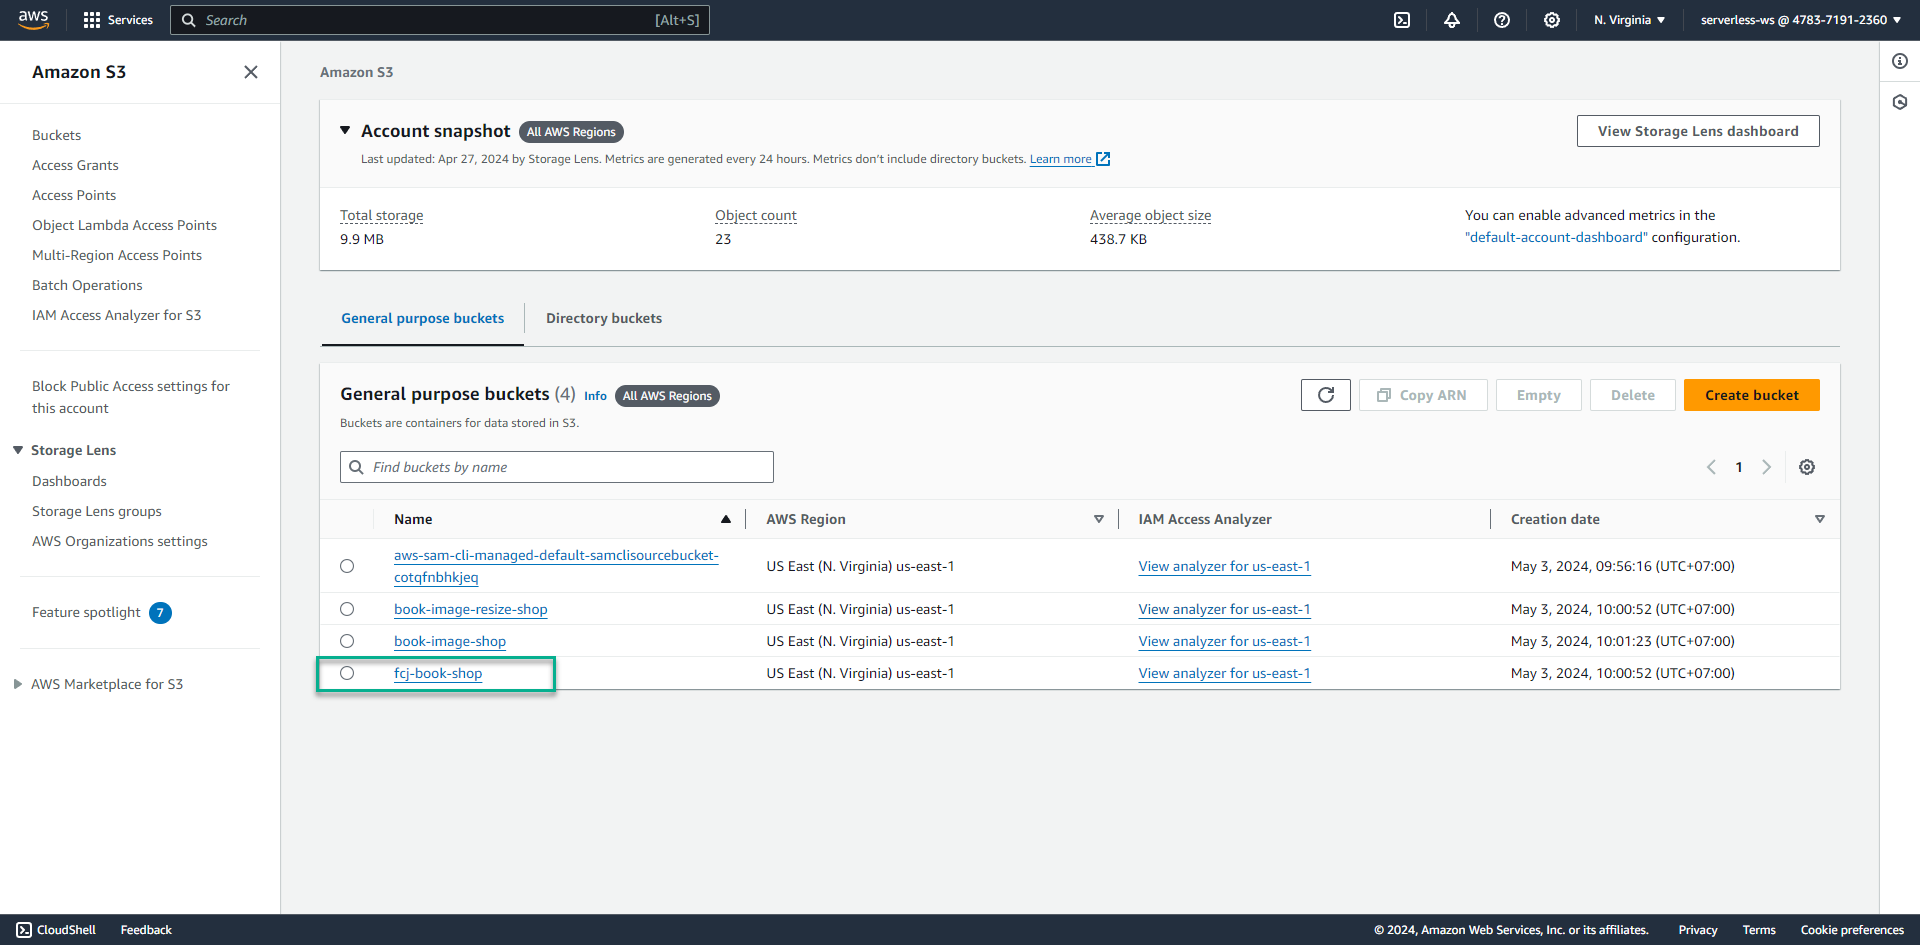 aws
Services
Search
[Alt+S]
N. Virginia
serverless-ws @ 4783-7191-2360
Amazon S3
Buckets
Access Grants
Access Points
Object Lambda Access Points
Multi-Region Access Points
Batch Operations
IAM Access Analyzer for S3
Block Public Access settings for
this account
Storage Lens
Dashboards
Storage Lens groups
AWS Organizations settings
Feature spotlight 7
AWS Marketplace for S3
Amazon S3
Account snapshot All AWS Regions
View Storage Lens dashboard
Last updated: Apr 27, 2024 by Storage Lens. Metrics are generated every 24 hours. Metrics don't include directory buckets. Learn more
Total storage
9.9 MB
Object count
23
Average object size
438.7 KB
You can enable advanced metrics in the
"default-account-dashboard" configuration.
General purpose buckets
Directory buckets
General purpose buckets (4) Info All AWS Regions
Copy ARN
Empty
Delete
Create bucket
Buckets are containers for data stored in S3.
Find buckets by name
1
Name
AWS Region
IAM Access Analyzer
Creation date
aws-sam-cli-managed-default-samclisourcebucket-
cotqfnbhkjeq
US East (N. Virginia) us-east-1
View analyzer for us-east-1
May 3, 2024, 09:56:16 (UTC+07:00)
book-image-resize-shop
US East (N. Virginia) us-east-1
View analyzer for us-east-1
May 3, 2024, 10:00:52 (UTC+07:00)
book-image-shop
US East (N. Virginia) us-east-1
View analyzer for us-east-1
May 3, 2024, 10:01:23 (UTC+07:00)
fcj-book-shop
US East (N. Virginia) us-east-1
View analyzer for us-east-1
May 3, 2024, 10:00:52 (UTC+07:00)
CloudShell
Feedback
© 2024, Amazon Web Services, Inc. or its affiliates.
Privacy
Terms
Cookie preferences